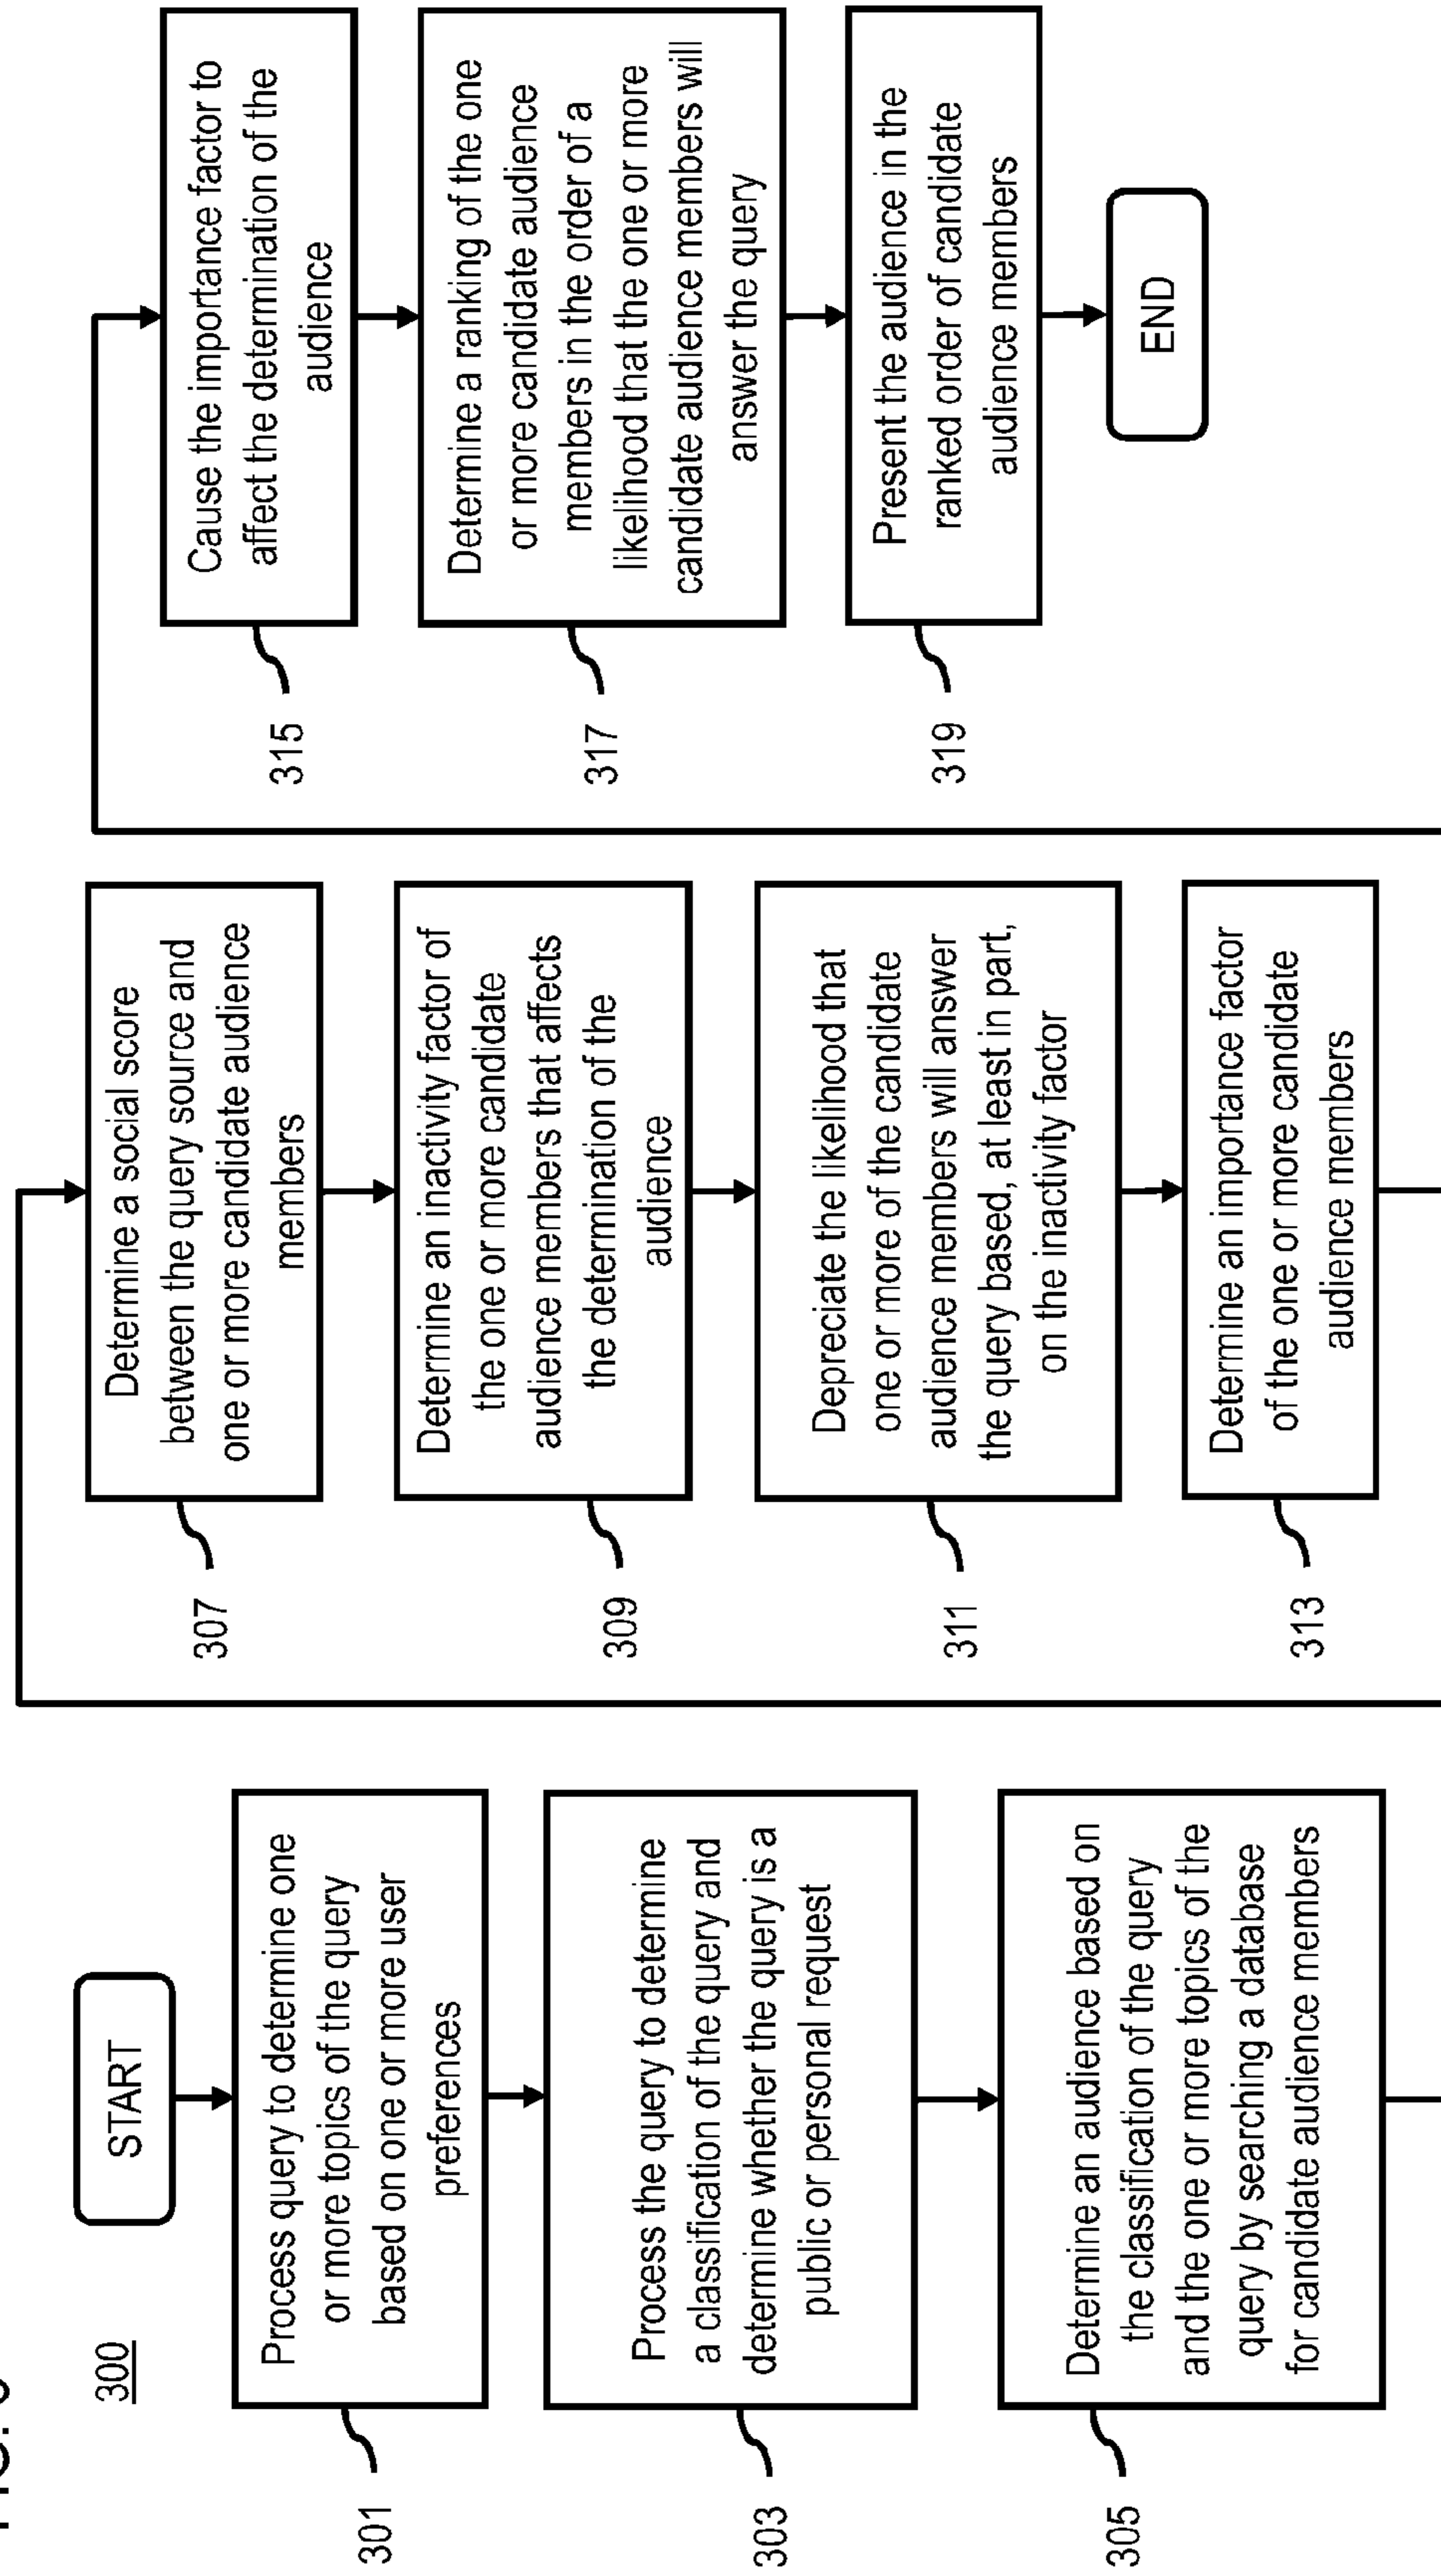 300
START
Process query to determine one
or more topics of the query
based on one or more user
preferences
301
Process the query to determine
a classification of the query and
determine whether the query is a
public or personal request
303
Determine an audience based on
the classification of the query
and the one or more topics of the
query by searching a database
for candidate audience members
305
Determine a social score
between the query source and
one or more candidate audience
members
307
Determine an inactivity factor of
the one or more candidate
audience members that affects
the determination of the
audience
309
Depreciate the likelihood that
one or more of the candidate
audience members will answer
the query based, at least in part,
on the inactivity factor
311
Determine an importance factor
of the one or more candidate
audience members
313
Cause the importance factor to
affect the determination of the
audience
315
Determine a ranking of the one
or more candidate audience
members in the order of a
likelihood that the one or more
candidate audience members will
answer the query
317
Present the audience in the
ranked order of candidate
audience members
319
END